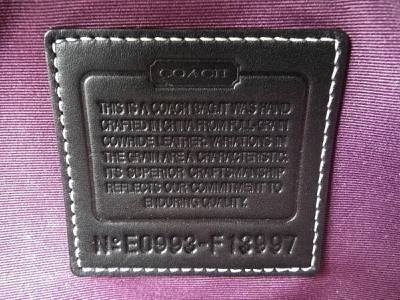 COACH
THIS IS A COACH BAG.IT WAS HAND
CRAFTED IN CHINA FROM FULL GRAIN
COWHIDE LEATHER. VARIATIONS IN
THE GRAIN ARE A CHARACTERISTIC.
ITS SUPERIOR CRAFTSMANSHIP
REFLECTS OUR COMMITMENT TO
ENDURING QUALITY.
No E0993-F13997